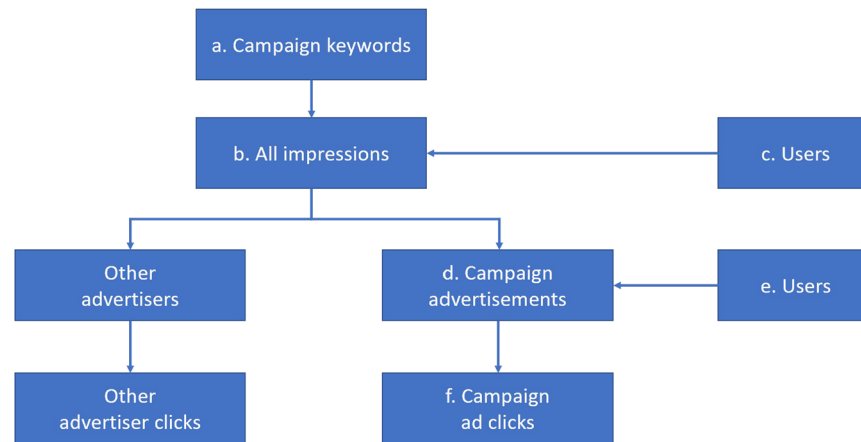 a. Campaign keywords
b. All impressions
c. Users
Other
advertisers
d. Campaign
advertisements
e. Users
Other
advertiser clicks
f. Campaign
ad clicks